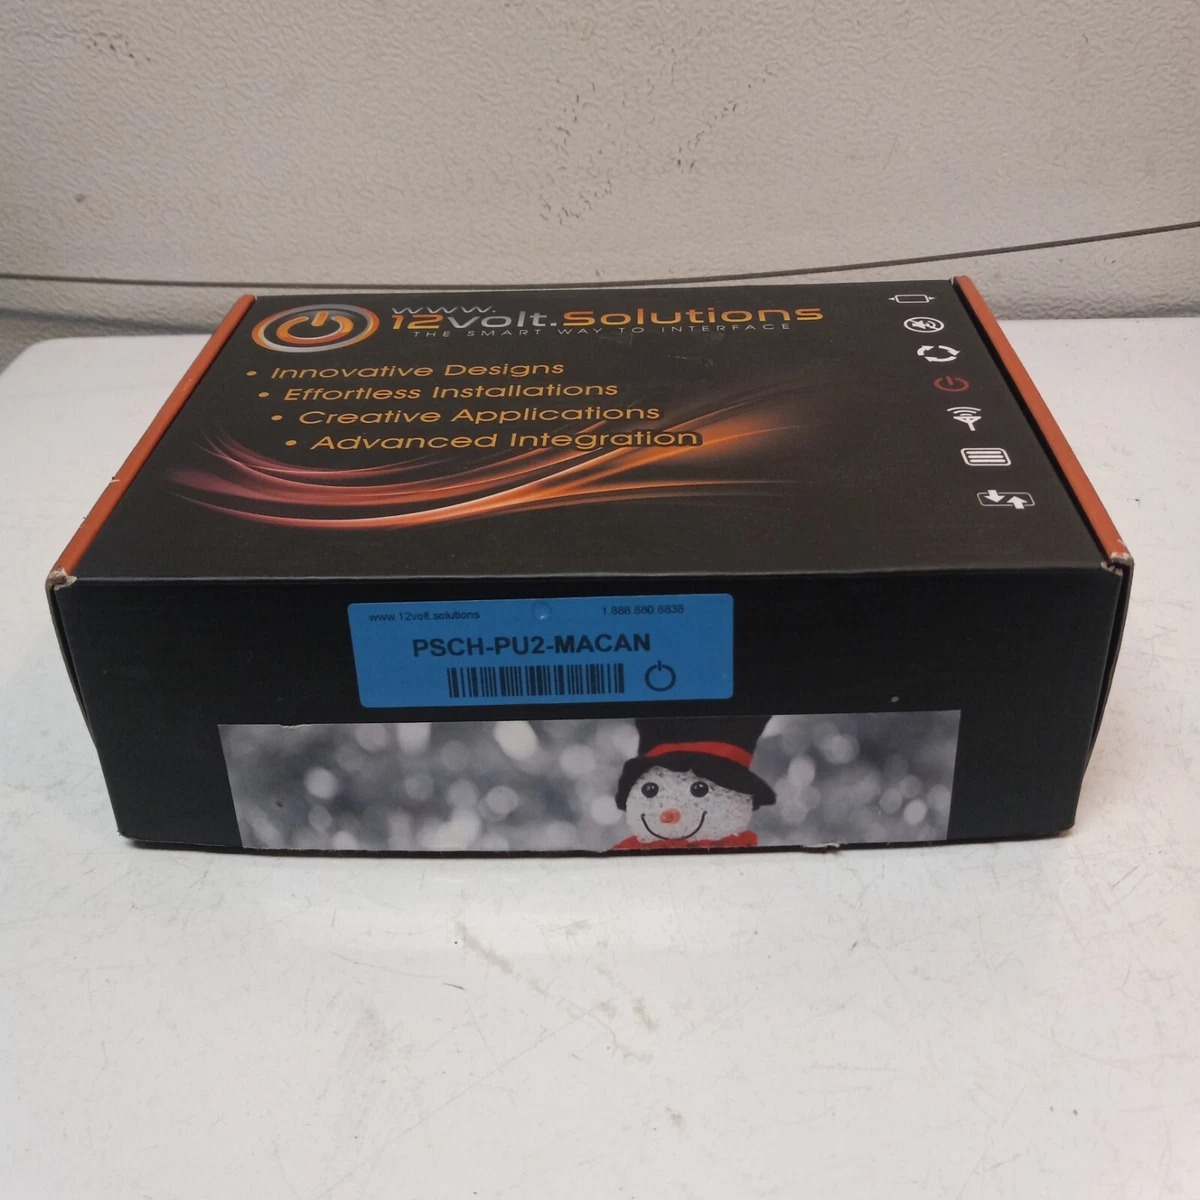 www.
12volt.Solutions
THE SMART WAY TO INTERFACE
• Innovative Designs
• Effortless Installations
• Creative Applications
• Advanced Integration
www.12volt.solutions 1.888.880.8838
PSCH-PU2-MACAN